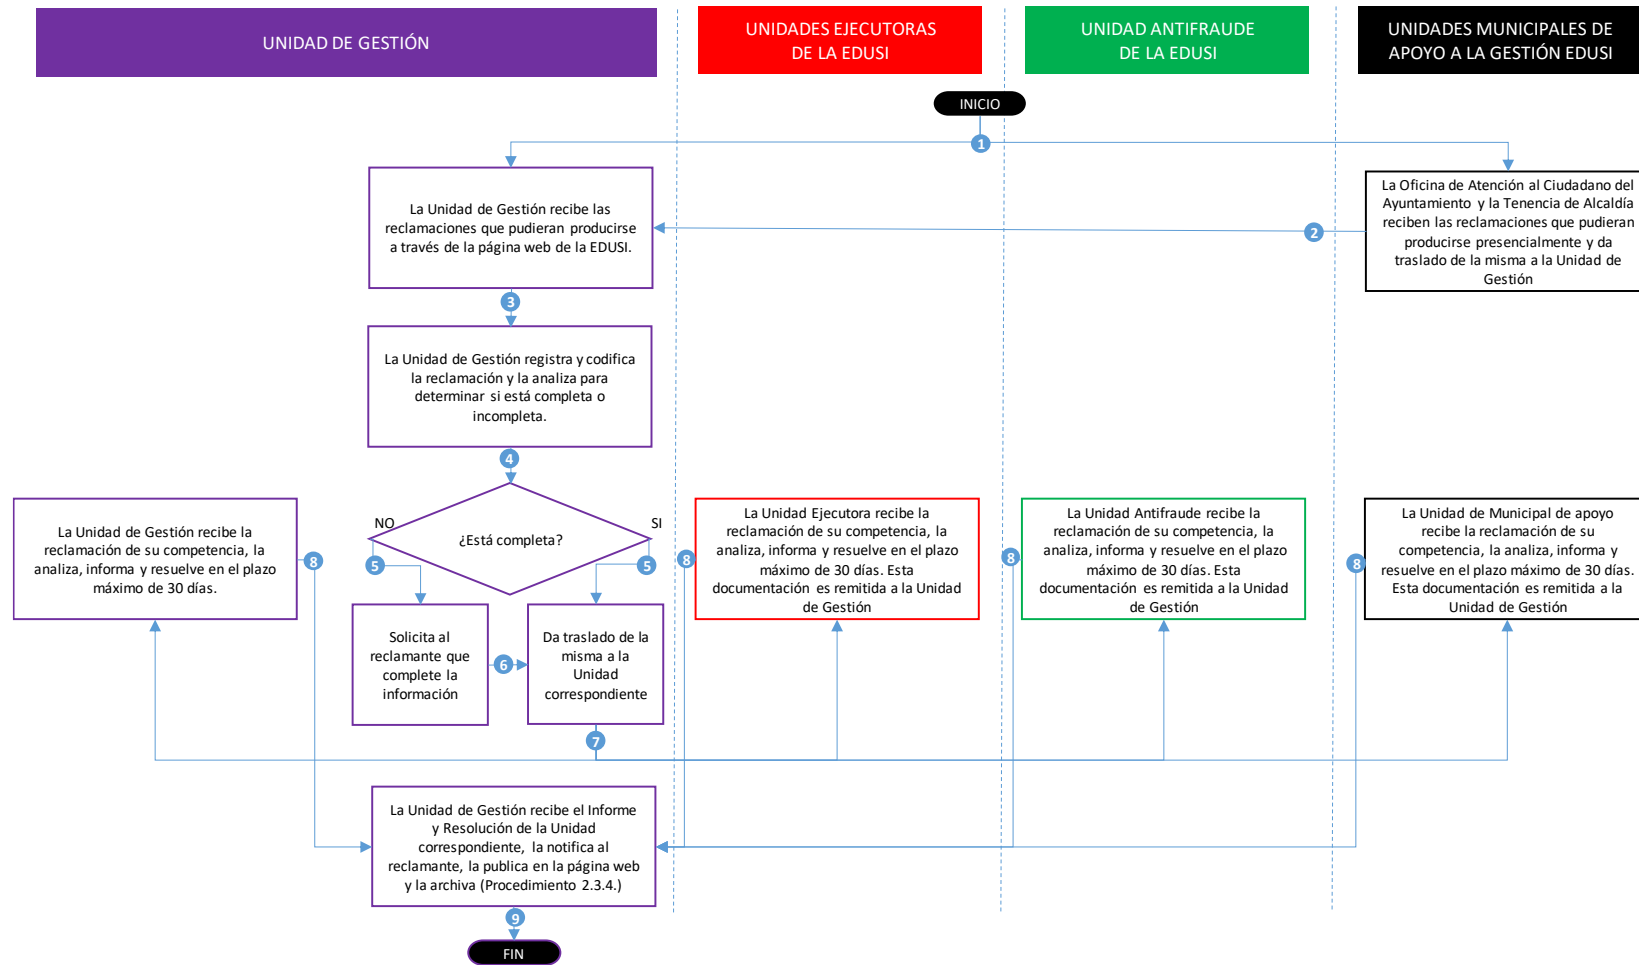 UNIDAD DE GESTIÓN
UNIDADES EJECUTORAS
DE LA EDUSI
UNIDAD ANTIFRAUDE
DE LA EDUSI
UNIDADES MUNICIPALES DE
APOYO A LA GESTIÓN EDUSI
INICIO
1
La Unidad de Gestión recibe las
reclamaciones que pudieran producirse
a través de la página web de la EDUSI.
La Oficina de Atención al Ciudadano del
Ayuntamiento y la Tenencia de Alcaldía
reciben las reclamaciones que pudieran
producirse presencialmente y da
traslado de la misma a la Unidad de
Gestión
2
3
La Unidad de Gestión registra y codifica
la reclamación y la analiza para
determinar si está completa o
incompleta.
4
NO
¿Está completa?
SI
5
5
La Unidad de Gestión recibe la
reclamación de su competencia, la
analiza, informa y resuelve en el plazo
máximo de 30 días.
8
La Unidad Ejecutora recibe la
reclamación de su competencia, la
analiza, informa y resuelve en el plazo
máximo de 30 días. Esta
documentación es remitida a la Unidad
de Gestión
8
La Unidad Antifraude recibe la
reclamación de su competencia, la
analiza, informa y resuelve en el plazo
máximo de 30 días. Esta
documentación es remitida a la Unidad
de Gestión
8
La Unidad de Municipal de apoyo
recibe la reclamación de su
competencia, la analiza, informa y
resuelve en el plazo máximo de 30 días.
Esta documentación es remitida a la
Unidad de Gestión
8
Solicita al
reclamante que
complete la
información
6
Da traslado de la
misma a la
Unidad
correspondiente
7
La Unidad de Gestión recibe el Informe
y Resolución de la Unidad
correspondiente, la notifica al
reclamante, la publica en la página web
y la archiva (Procedimiento 2.3.4.)
9
FIN